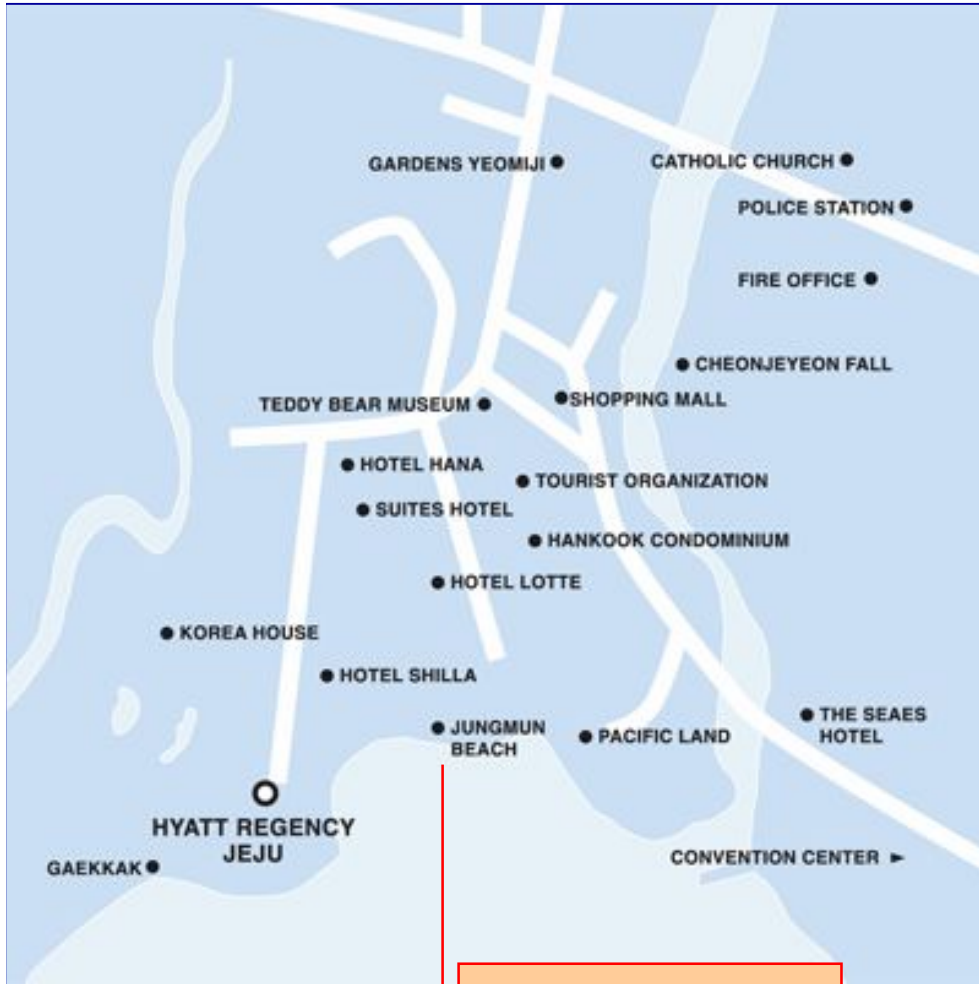 GARDENS YEOMIJI
CATHOLIC CHURCH
POLICE STATION
FIRE OFFICE
CHEONJEYEON FALL
TEDDY BEAR MUSEUM
SHOPPING MALL
HOTEL HANA
TOURIST ORGANIZATION
SUITES HOTEL
HANKOOK CONDOMINIUM
HOTEL LOTTE
KOREA HOUSE
HOTEL SHILLA
JUNGMUN
BEACH
PACIFIC LAND
THE SEAES
HOTEL
HYATT REGENCY
JEJU
GAEKKAK
CONVENTION CENTER